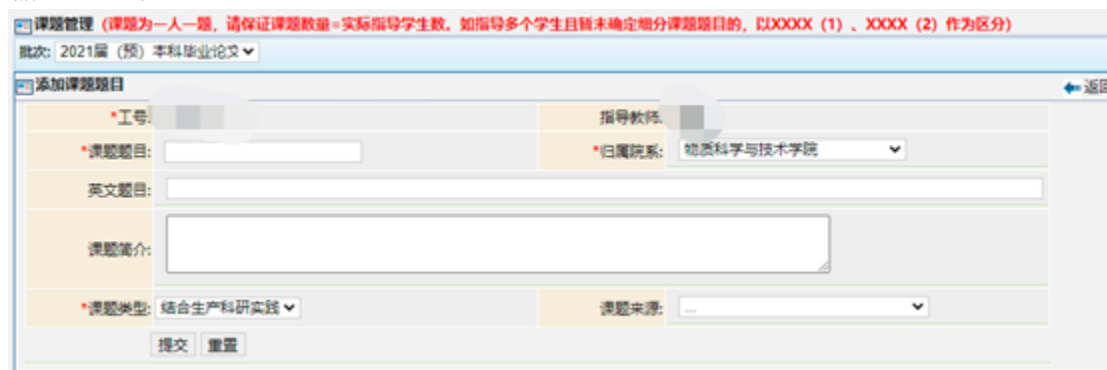 课题管理（课题为一人一题，请保证课题数量=实际指导学生数。如指导多个学生且暂未确定细分课题题目的，以XXXX（1）、XXXX（2）作为区分）
批次: 2021届（预）本科毕业论文
添加课题题目 返回
*工号: 指导教师:
*课题题目: *归属院系: 物质科学与技术学院
英文题目:
课题简介:
*课题类型: 结合生产科研实践 课题来源: ...
提交 重置